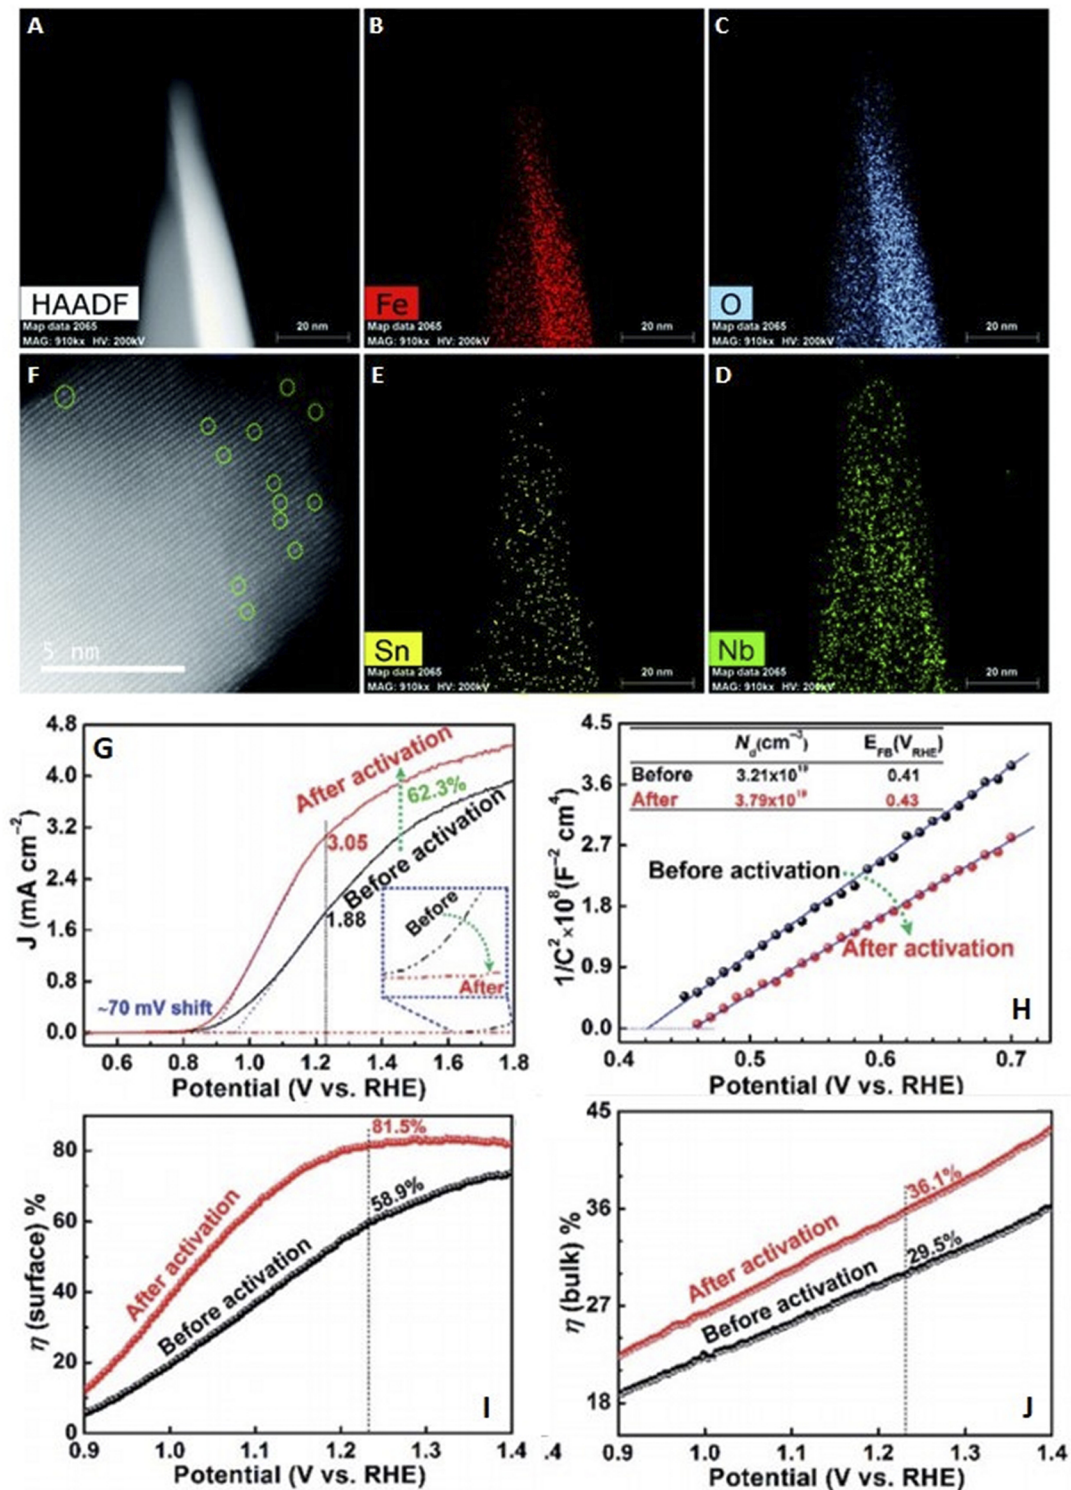 A
HAADF
Map data 2065
MAG: 910kx HV: 200kV
20 nm
B
Fe
Map data 2065
MAG: 910kx HV: 200kV
20 nm
C
O
Map data 2065
MAG: 910kx HV: 200kV
20 nm
F
5 nm
E
Sn
Map data 2065
MAG: 910kx HV: 200kV
20 nm
D
Nb
Map data 2065
MAG: 910kx HV: 200kV
20 nm
G
J (mA cm⁻²)
4.8
4.0
3.2
2.4
1.6
0.8
0.0
After activation
62.3%
3.05
Before activation
1.88
Before
After
~70 mV shift
0.6 0.8 1.0 1.2 1.4 1.6 1.8
Potential (V vs. RHE)
H
1/C²×10⁸(F⁻² cm⁴)
4.5
3.6
2.7
1.8
0.9
0.0
N_d(cm⁻³) E_FB(V_RHE)
Before 3.21x10¹⁹ 0.41
After 3.79x10¹⁹ 0.43
Before activation
After activation
0.4 0.5 0.6 0.7
Potential (V vs. RHE)
I
η (surface) %
80
60
40
20
0
81.5%
58.9%
After activation
Before activation
0.9 1.0 1.1 1.2 1.3 1.4
Potential (V vs. RHE)
.4
J
η (bulk) %
45
36
27
18
36.1%
29.5%
After activation
Before activation
0.9 1.0 1.1 1.2 1.3 1.4
Potential (V vs. RHE)